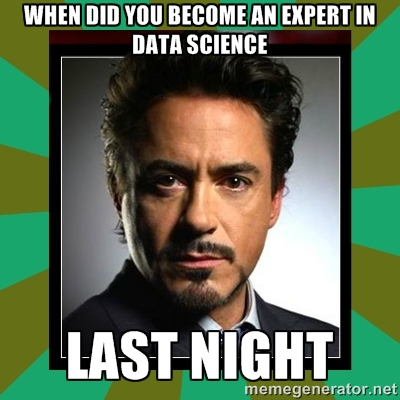 WHEN DID YOU BECOME AN EXPERT IN
DATA SCIENCE
LAST NIGHT
memegenerator.net